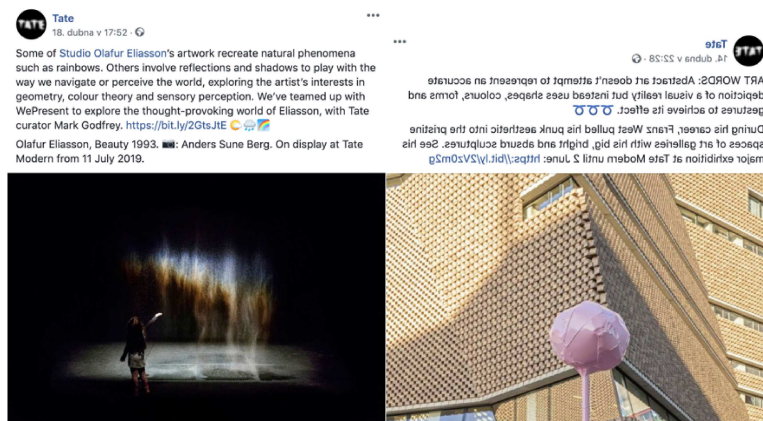 Tate
18. dubna v 17:52 ·
Some of Studio Olafur Eliasson's artwork recreate natural phenomena
such as rainbows. Others involve reflections and shadows to play with the
way we navigate or perceive the world, exploring the artist's interests in
geometry, colour theory and sensory perception. We've teamed up with
WePresent to explore the thought-provoking world of Eliasson, with Tate
curator Mark Godfrey. https://bit.ly/2GtsJtE 🌔🌧🌈
Olafur Eliasson, Beauty 1993. 📷: Anders Sune Berg. On display at Tate
Modern from 11 July 2019.
TATE
Tate
14. dubna v 22:28 ·
ART WORDS: Abstract art doesn't attempt to represent an accurate
depiction of a visual reality but instead uses shapes, colours, forms and
gestures to achieve its effect. ➰➰➰
During his career, Franz West pulled his punk aesthetic into the pristine
spaces of art galleries with his big, bright and absurd sculptures. See his
major exhibition at Tate Modern until 2 June: https://bit.ly/2Vz0m2g
TATE